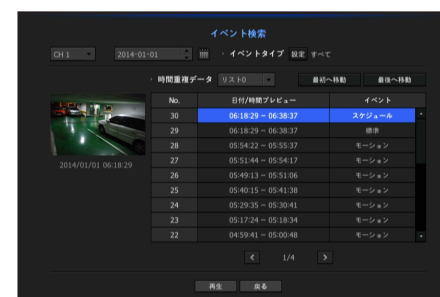 イベント検索
CH 1 2014-01-01 イベントタイプ 設定 すべて
時間重複データ リスト0 最初へ移動 最後へ移動
No. 日付/時間プレビュー イベント
30 06:18:29 ~ 06:38:37 スケジュール
29 06:18:29 ~ 06:38:37 標準
28 05:54:22 ~ 05:55:37 モーション
27 05:51:44 ~ 05:54:17 モーション
26 05:49:13 ~ 05:51:06 モーション
25 05:40:15 ~ 05:41:38 モーション
24 05:29:35 ~ 05:30:41 モーション
23 05:17:24 ~ 05:18:34 モーション
22 04:59:41 ~ 05:00:48 モーション
2014/01/01 06:18:29
1/4
再生 戻る